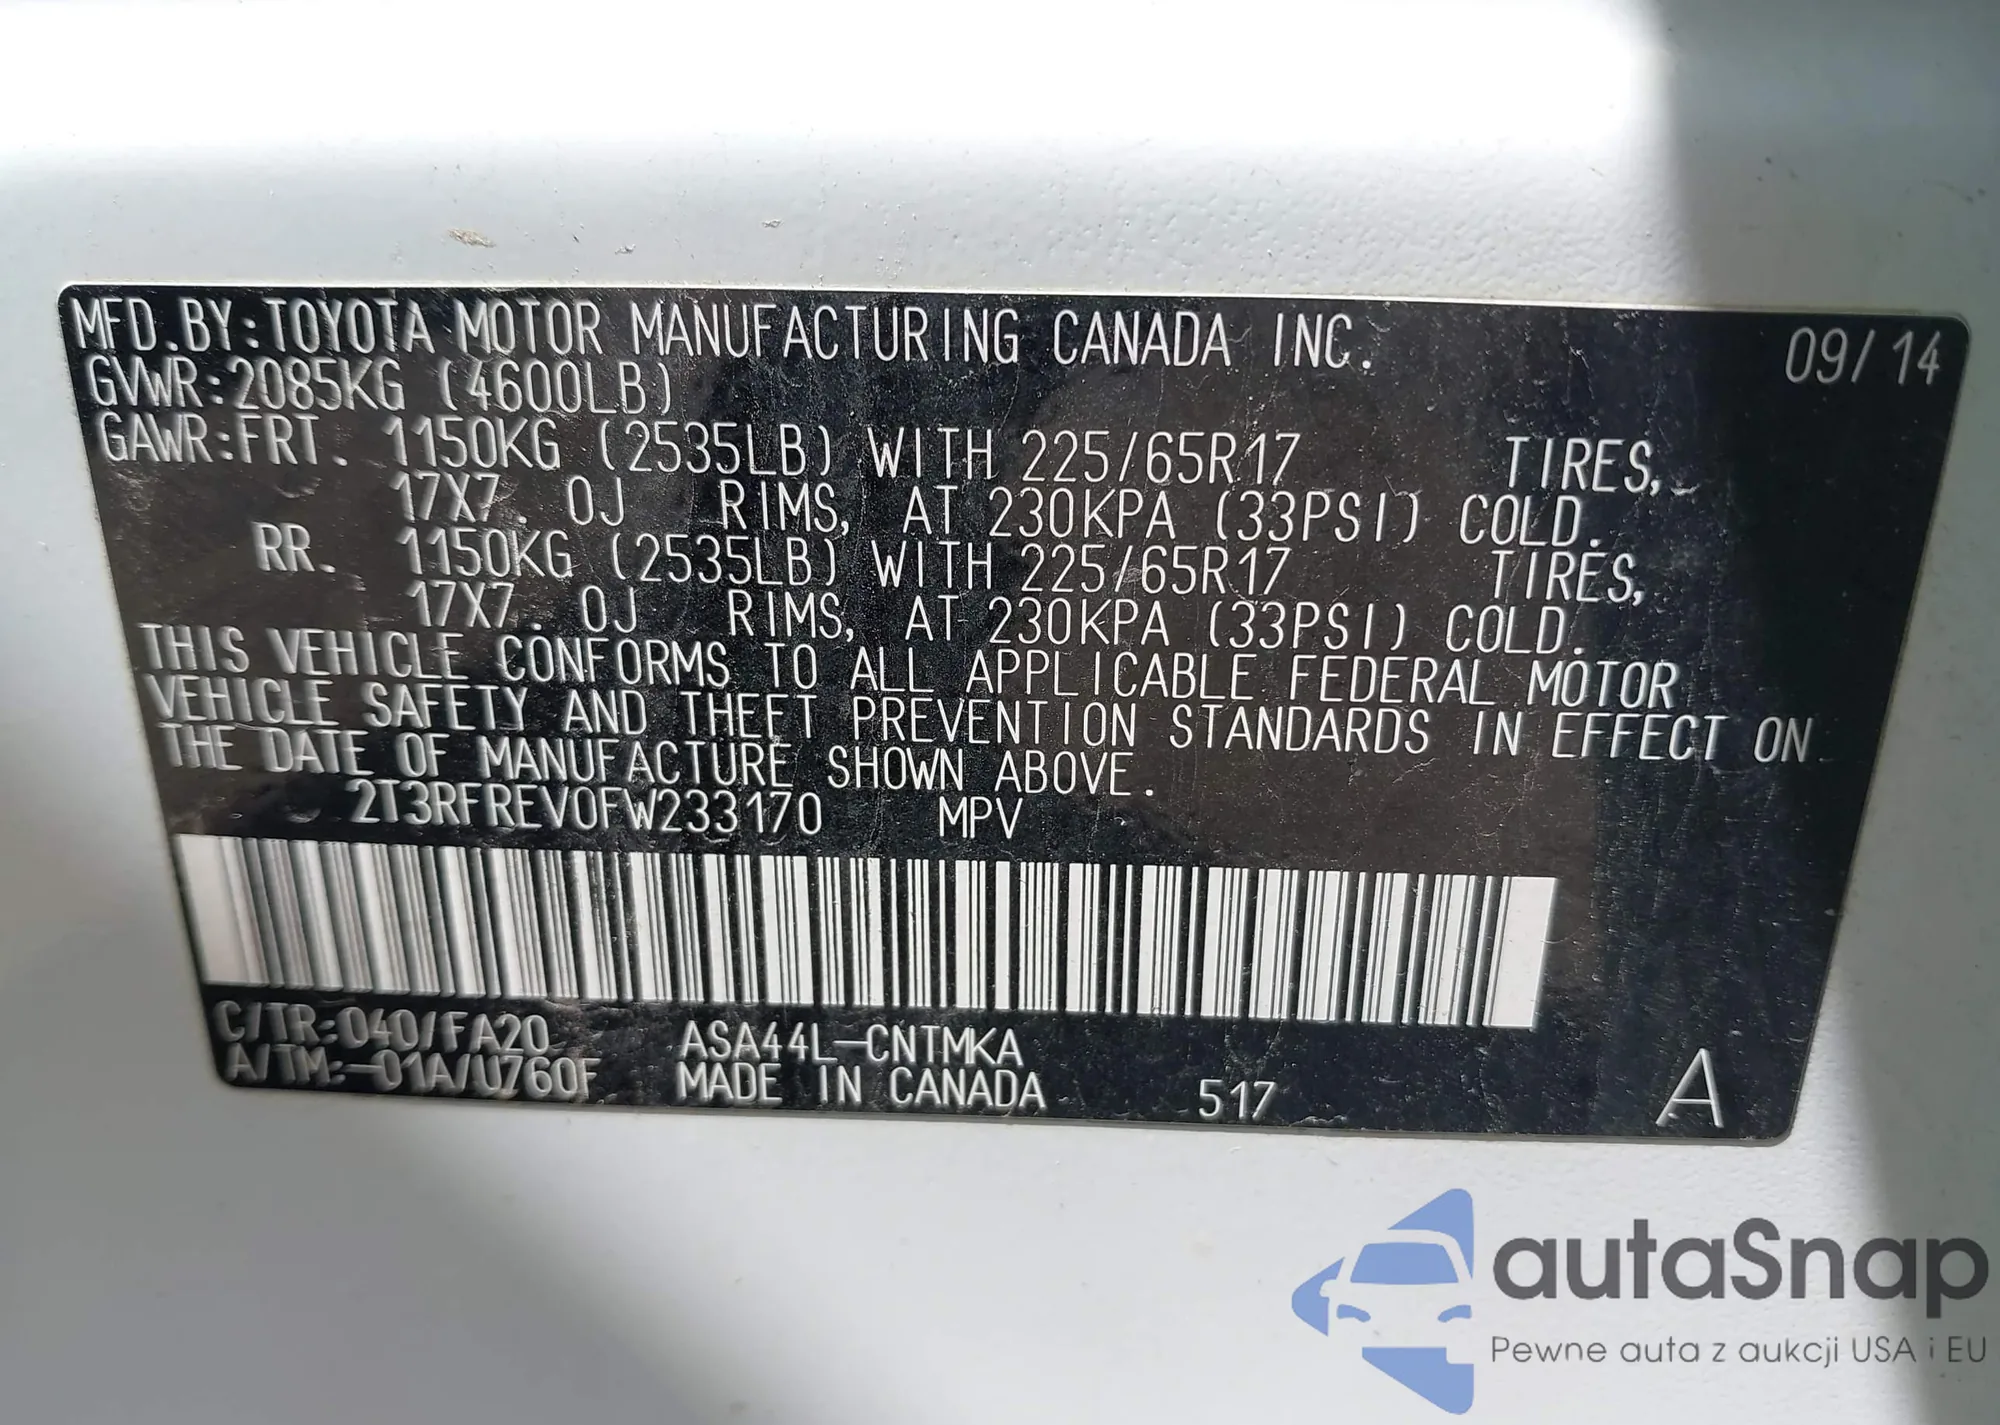 MFD.BY:TOYOTA MOTOR MANUFACTURING CANADA INC. 09/14
GVWR:2085KG (4600LB)
GAWR:FRT. 1150KG (2535LB) WITH 225/65R17 TIRES,
17X7.0J RIMS, AT 230KPA (33PSI) COLD.
RR. 1150KG (2535LB) WITH 225/65R17 TIRES,
17X7.0J RIMS, AT 230KPA (33PSI) COLD.
THIS VEHICLE CONFORMS TO ALL APPLICABLE FEDERAL MOTOR
VEHICLE SAFETY AND THEFT PREVENTION STANDARDS IN EFFECT ON
THE DATE OF MANUFACTURE SHOWN ABOVE.
2T3RFREV0FW233170 MPV
C/TR:040/FA20 ASA44L-CNTMKA
A/TM:-01A/U760F MADE IN CANADA 517 A
autaSnap
Pewne auta z aukcji USA i EU